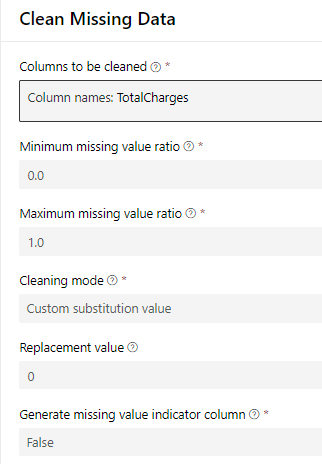 Clean Missing Data
Columns to be cleaned ? *
Column names: TotalCharges
Minimum missing value ratio ? *
0.0
Maximum missing value ratio ? *
1.0
Cleaning mode ? *
Custom substitution value
Replacement value ?
0
Generate missing value indicator column ? *
False